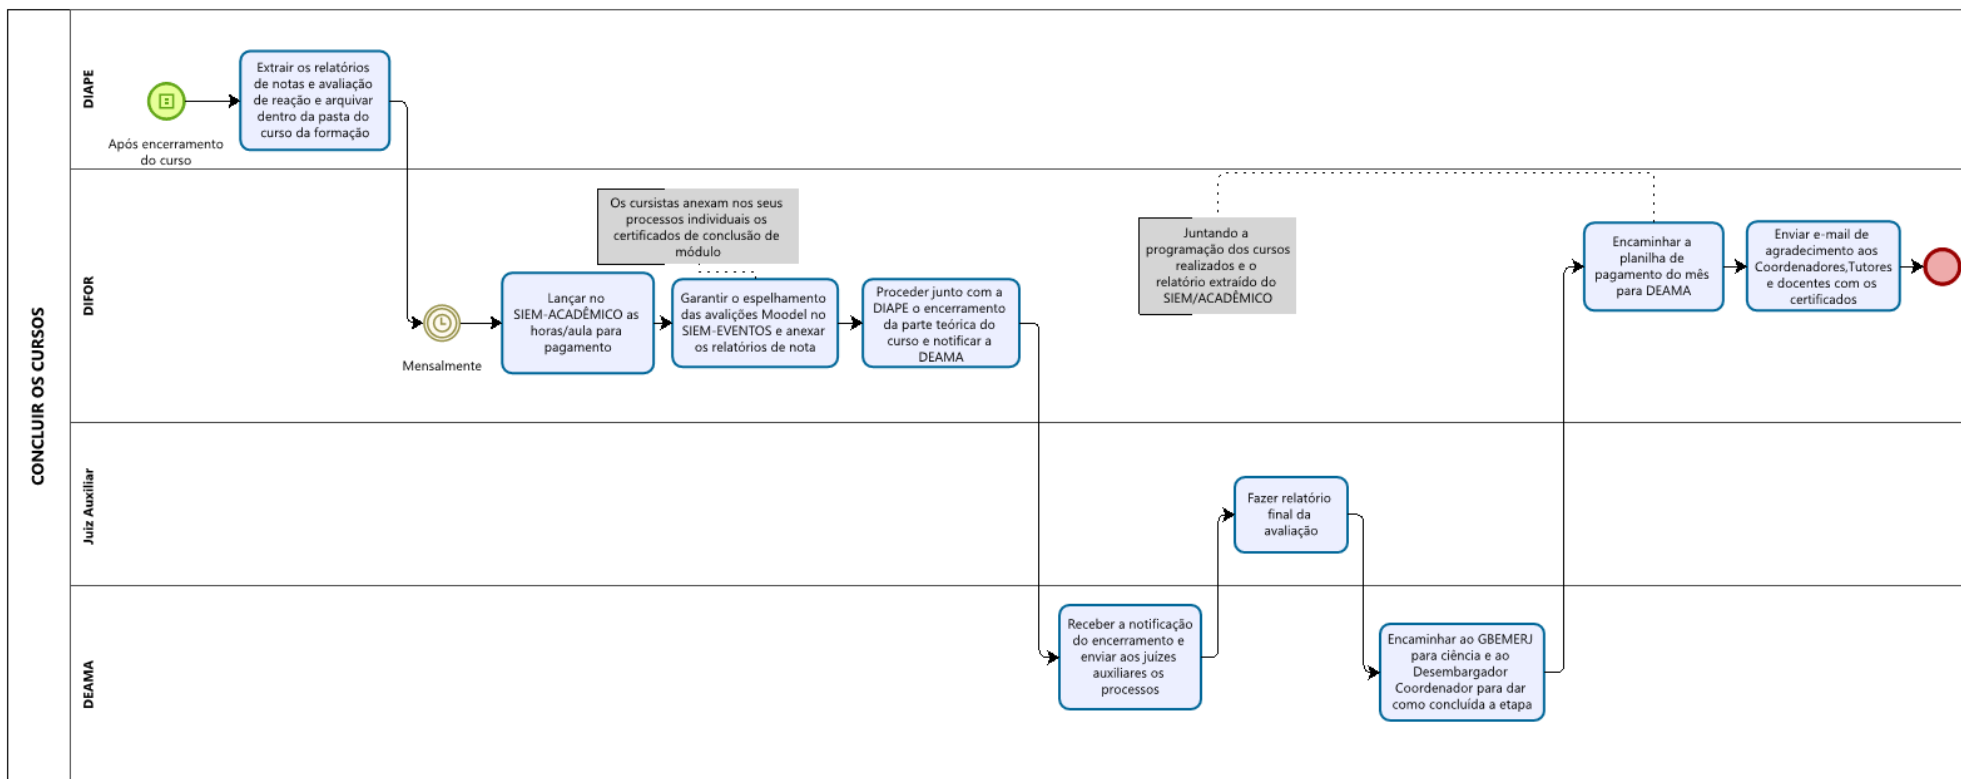 CONCLUIR OS CURSOS
DIAPE
Após encerramento
do curso
Extrair os relatórios
de notas e avaliação
de reação e arquivar
dentro da pasta do
curso da formação
DIFOR
Mensalmente
Lançar no
SIEM-ACADÊMICO as
horas/aula para
pagamento
Os cursistas anexam nos seus
processos individuais os
certificados de conclusão de
módulo
Garantir o espelhamento
das avalições Moodel no
SIEM-EVENTOS e anexar
os relatórios de nota
Proceder junto com a
DIAPE o encerramento
da parte teórica do
curso e notificar a
DEAMA
Juntando a
programação dos cursos
realizados e o
relatório extraído do
SIEM/ACADÊMICO
Encaminhar a
planilha de
pagamento do mês
para DEAMA
Enviar e-mail de
agradecimento aos
Coordenadores,Tutores
e docentes com os
certificados
Juiz Auxiliar
Fazer relatório
final da
avaliação
DEAMA
Receber a notificação
do encerramento e
enviar aos juízes
auxiliares os
processos
Encaminhar ao GBEMERJ
para ciência e ao
Desembargador
Coordenador para dar
como concluída a etapa